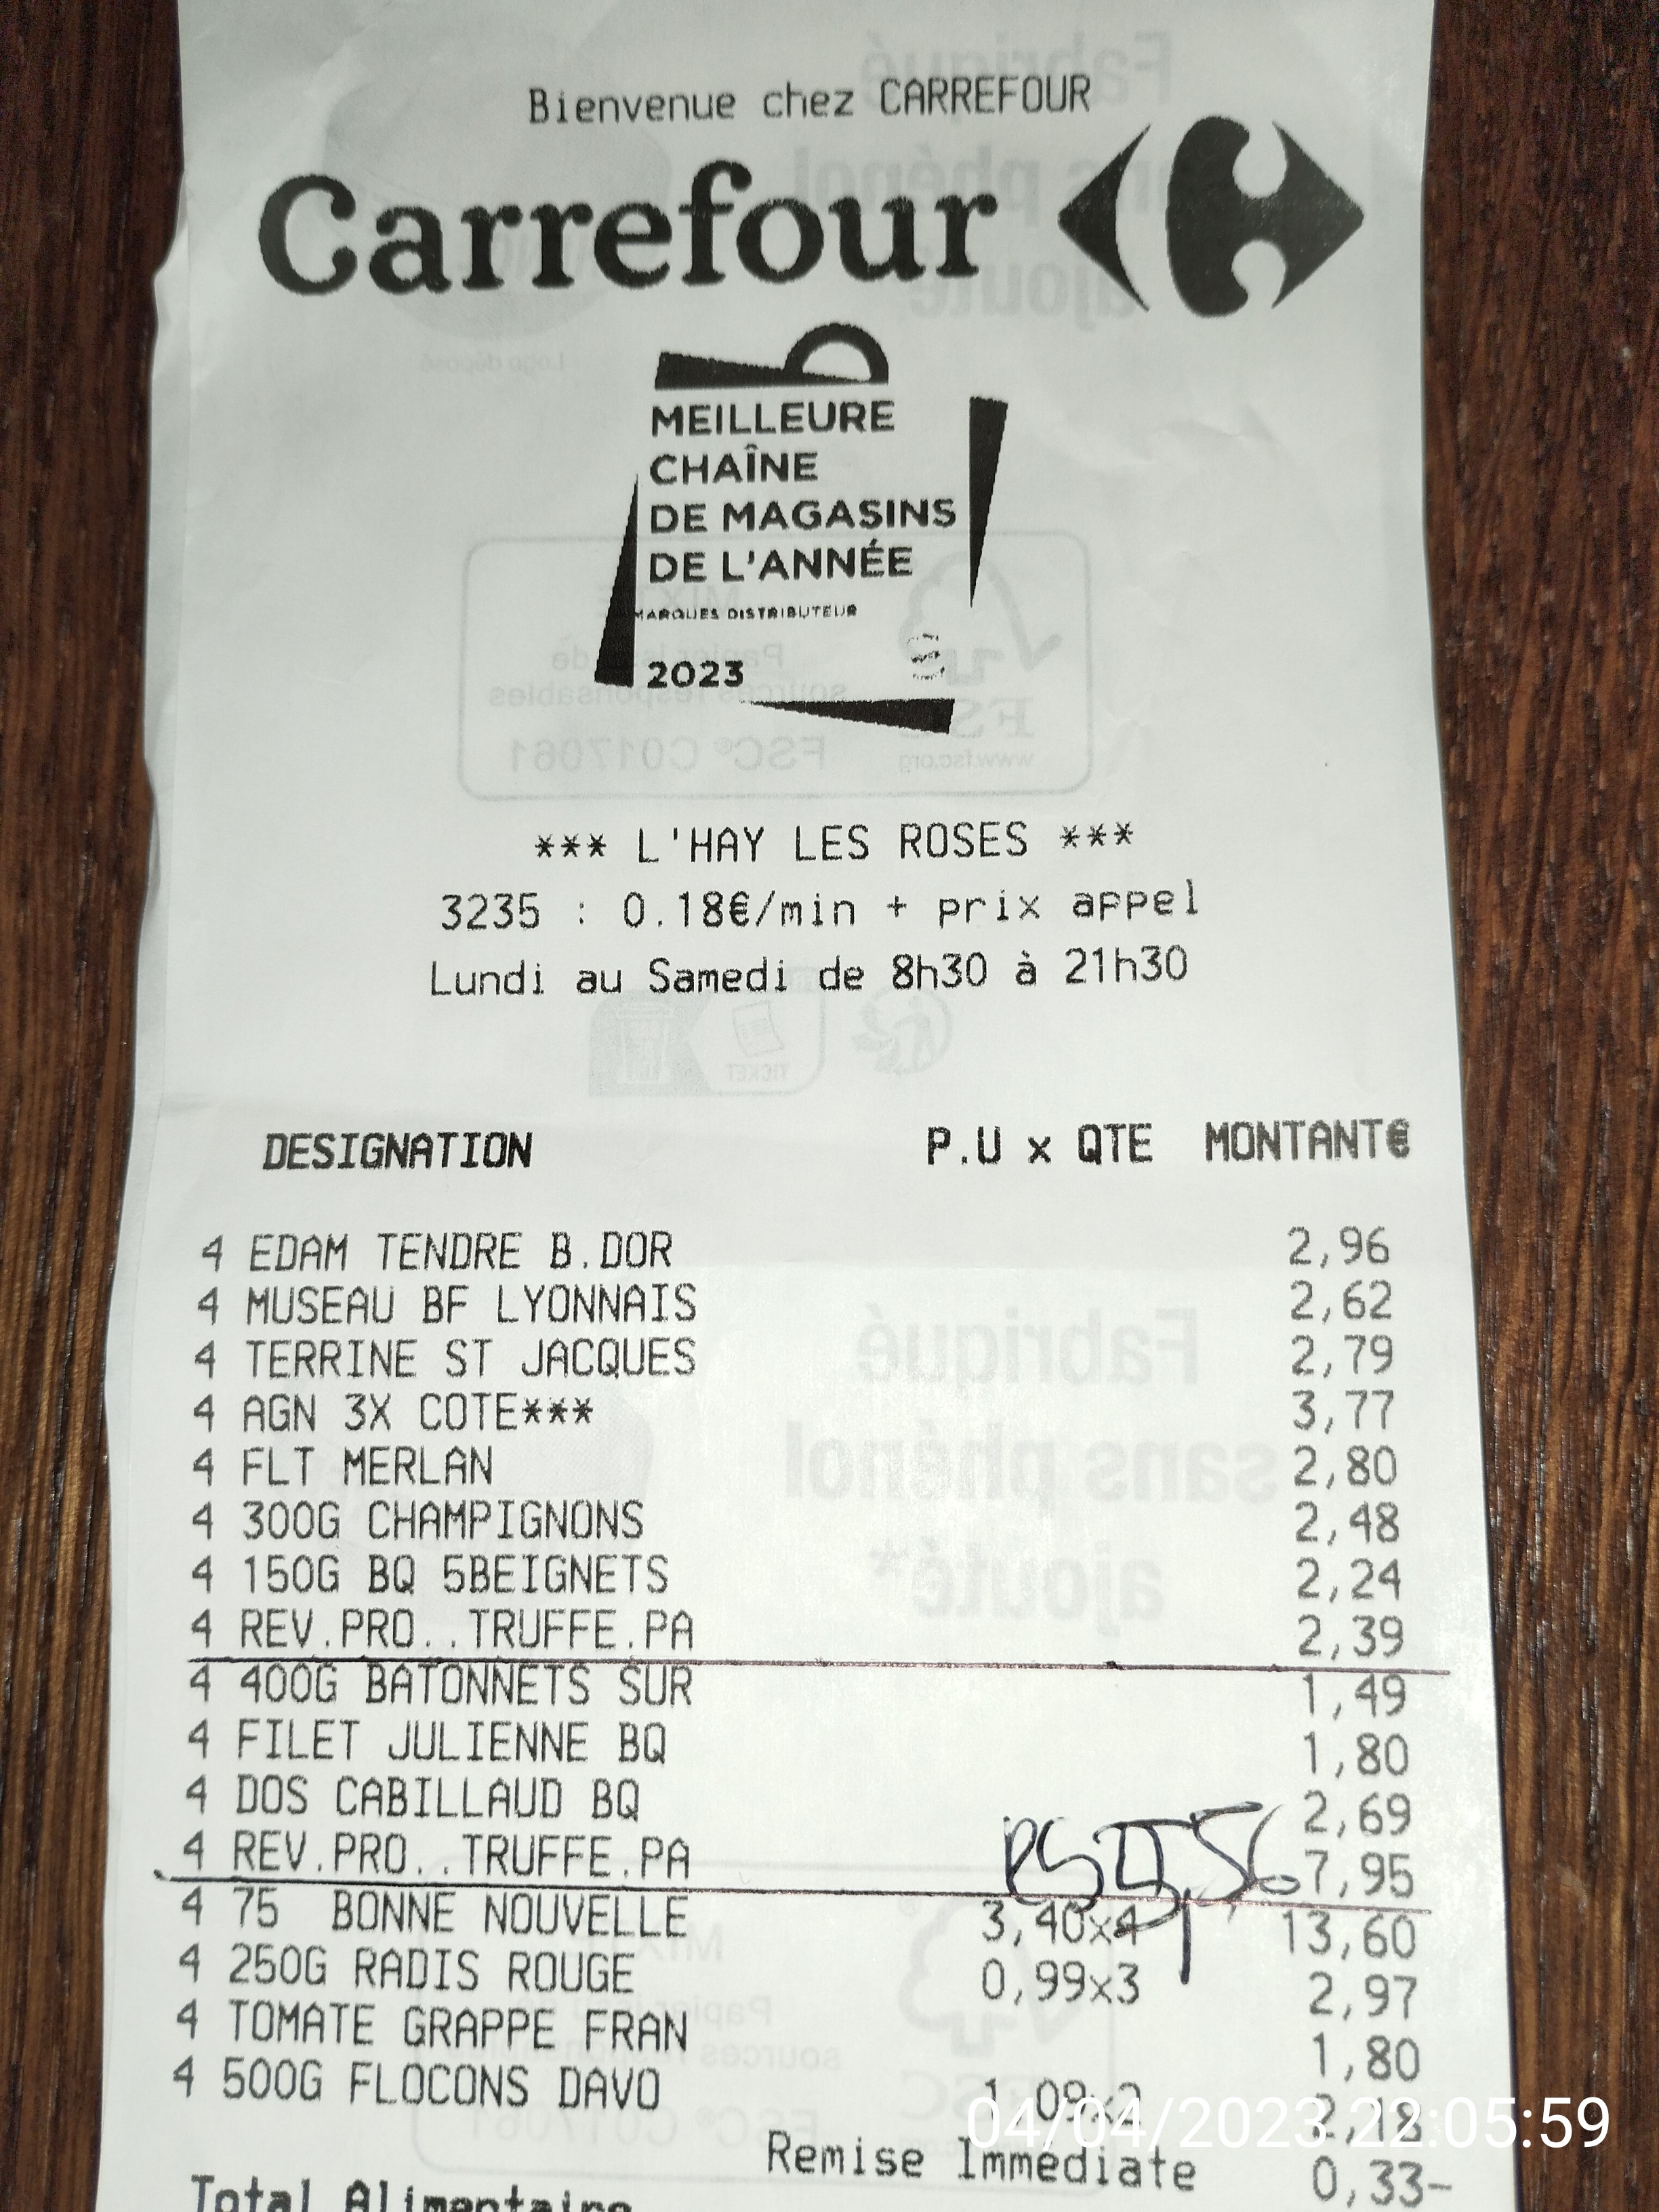 Bienvenue chez CARREFOUR
Carrefour
MEILLEURE
CHAÎNE
DE MAGASINS
DE L'ANNÉE
MARQUES DISTRIBUTEUR
2023
*** L'HAY LES ROSES ***
3235 : 0.18€/min + prix appel
Lundi au Samedi de 8h30 à 21h30
DESIGNATION P.U x QTE MONTANT€
4 EDAM TENDRE B.DOR 2,96
4 MUSEAU BF LYONNAIS 2,62
4 TERRINE ST JACQUES 2,79
4 AGN 3X COTE*** 3,77
4 FLT MERLAN 2,80
4 300G CHAMPIGNONS 2,48
4 150G BQ 5BEIGNETS 2,24
4 REV.PRO..TRUFFE.PA 2,39
4 400G BATONNETS SUR 1,49
4 FILET JULIENNE BQ 1,80
4 DOS CABILLAUD BQ 2,69
4 REV.PRO..TRUFFE.PA 7,95
4 75 BONNE NOUVELLE 3,40x4 13,60
4 250G RADIS ROUGE 0,99x3 2,97
4 TOMATE GRAPPE FRAN 1,80
4 500G FLOCONS DAVO 1,09x2 2,18
04/04/2023 22:05:59
Remise Immédiate 0,33-
Total Alimentaire